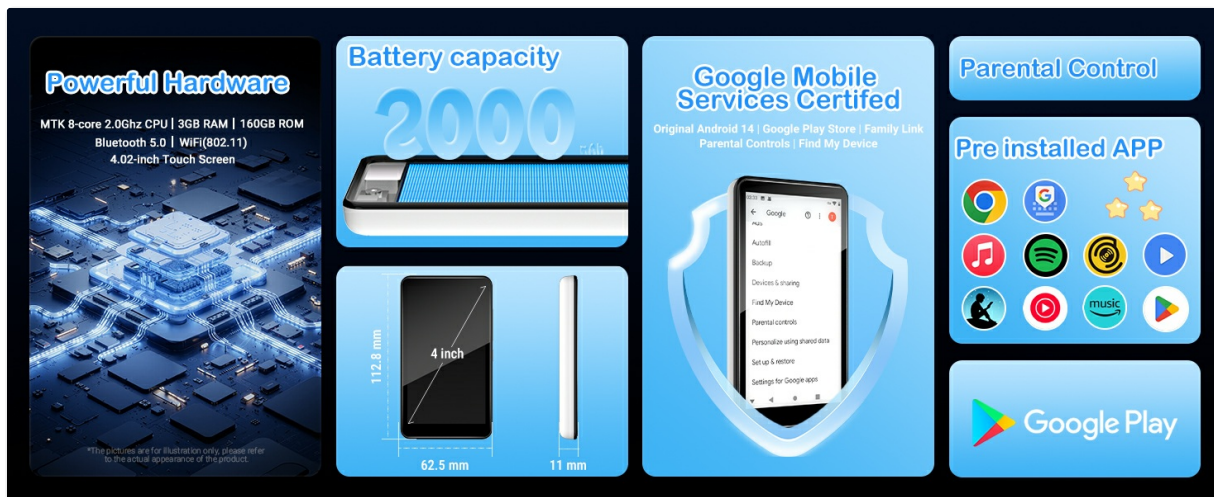 Powerful Hardware
MTK 8-core 2.0Ghz CPU | 3GB RAM | 160GB ROM
Bluetooth 5.0 | WiFi(802.11)
4.02-inch Touch Screen
*The pictures are for illustration only, please refer
to the actual appearance of the product.
Battery capacity
2000
112.8 mm
4 inch
62.5 mm
11 mm
Google Mobile
Services Certifed
Original Android 14 | Google Play Store | Family Link
Parental Controls | Find My Device
Google
Autofill
Backup
Devices & sharing
Find My Device
Parental controls
Personalize using shared data
Set up & restore
Settings for Google apps
Parental Control
Pre installed APP
music
Google Play